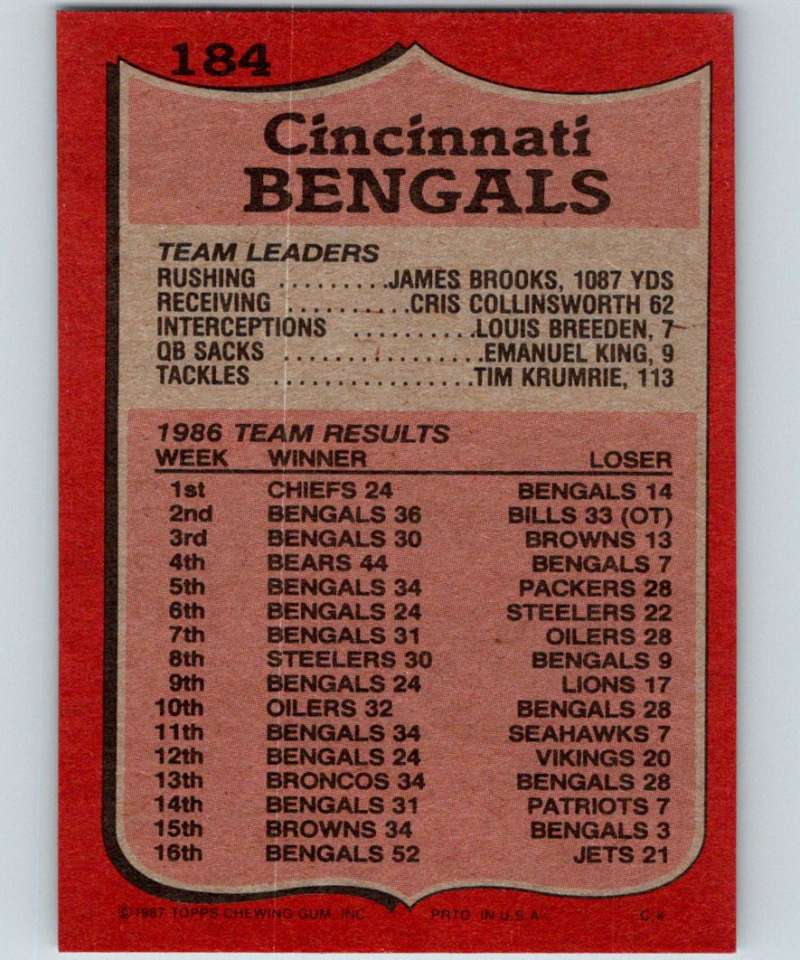 184
Cincinnati
BENGALS
TEAM LEADERS
RUSHING .........JAMES BROOKS, 1087 YDS
RECEIVING ..........CRIS COLLINSWORTH 62
INTERCEPTIONS ..........LOUIS BREEDEN, 7
QB SACKS ................EMANUEL KING, 9
TACKLES ................TIM KRUMRIE, 113
1986 TEAM RESULTS
WEEK WINNER LOSER
1st CHIEFS 24 BENGALS 14
2nd BENGALS 36 BILLS 33 (OT)
3rd BENGALS 30 BROWNS 13
4th BEARS 44 BENGALS 7
5th BENGALS 34 PACKERS 28
6th BENGALS 24 STEELERS 22
7th BENGALS 31 OILERS 28
8th STEELERS 30 BENGALS 9
9th BENGALS 24 LIONS 17
10th OILERS 32 BENGALS 28
11th BENGALS 34 SEAHAWKS 7
12th BENGALS 24 VIKINGS 20
13th BRONCOS 34 BENGALS 28
14th BENGALS 31 PATRIOTS 7
15th BROWNS 34 BENGALS 3
16th BENGALS 52 JETS 21
© 1987 TOPPS CHEWING GUM, INC. PRTD. IN U.S.A. C #